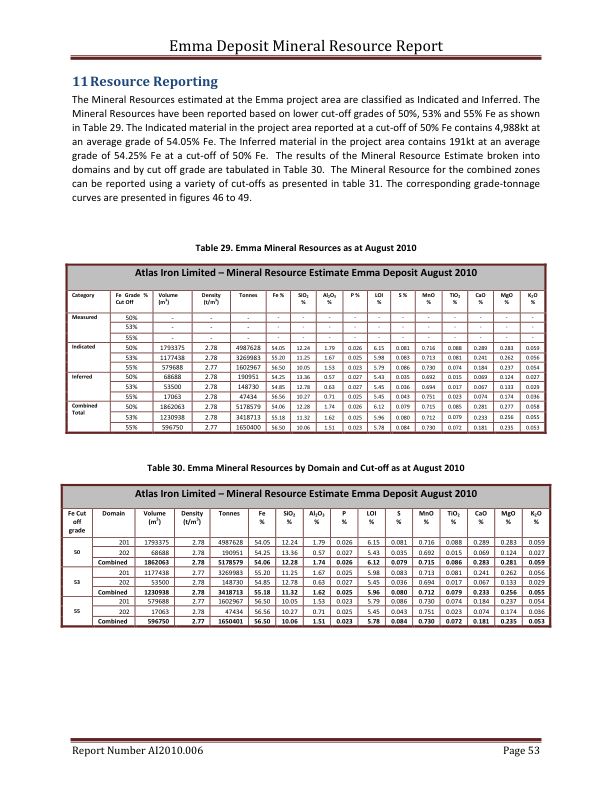 Emma Deposit Mineral Resource Report
11 Resource Reporting
The Mineral Resources estimated at the Emma project area are classified as Indicated and Inferred. The
Mineral Resources have been reported based on lower cut-off grades of 50%, 53% and 55% Fe as shown
in Table 29. The Indicated material in the project area reported at a cut-off of 50% Fe contains 4,988kt at
an average grade of 54.05% Fe. The Inferred material in the project area contains 191kt at an average
grade of 54.25% Fe at a cut-off of 50% Fe. The results of the Mineral Resource Estimate broken into
domains and by cut off grade are tabulated in Table 30. The Mineral Resource for the combined zones
can be reported using a variety of cut-offs as presented in table 31. The corresponding grade-tonnage
curves are presented in figures 46 to 49.
Table 29. Emma Mineral Resources as at August 2010
Atlas Iron Limited – Mineral Resource Estimate Emma Deposit August 2010
Category Fe Grade % Volume Density Tonnes Fe % SiO₂ Al₂O₃ P % LOI S % MnO TiO₂ CaO MgO K₂O
Cut Off (m³) (t/m³) % % % % % % % %
Measured 50% - - - - - - - - - - - - - -
53% - - - - - - - - - - - - - -
55% - - - - - - - - - - - - - -
Indicated 50% 1793375 2.78 4987628 54.05 12.24 1.79 0.026 6.15 0.081 0.716 0.088 0.289 0.283 0.059
53% 1177438 2.78 3269983 55.20 11.25 1.67 0.025 5.98 0.083 0.713 0.081 0.241 0.262 0.056
55% 579688 2.77 1602967 56.50 10.05 1.53 0.023 5.79 0.086 0.730 0.074 0.184 0.237 0.054
Inferred 50% 68688 2.78 190951 54.25 13.36 0.57 0.026 5.43 0.035 0.692 0.015 0.069 0.124 0.027
53% 53500 2.78 148730 54.85 12.78 0.63 0.027 5.45 0.036 0.694 0.017 0.067 0.133 0.029
55% 17063 2.78 47434 56.56 10.27 0.71 0.025 5.45 0.043 0.751 0.023 0.074 0.174 0.036
Combined 50% 1862063 2.78 5178579 54.06 12.28 1.74 0.026 6.12 0.079 0.715 0.085 0.281 0.277 0.058
Total 53% 1230938 2.78 3418713 55.18 11.32 1.62 0.025 5.96 0.080 0.712 0.079 0.233 0.256 0.055
55% 596750 2.77 1650400 56.50 10.06 1.51 0.023 5.78 0.084 0.730 0.072 0.181 0.235 0.053
Table 30. Emma Mineral Resources by Domain and Cut-off as at August 2010
Atlas Iron Limited – Mineral Resource Estimate Emma Deposit August 2010
Fe Cut Domain Volume Density Tonnes Fe SiO₂ Al₂O₃ P LOI S MnO TiO₂ CaO MgO K₂O
off (m³) (t/m³) % % % % % % % % % % %
grade
201 1793375 2.78 4987628 54.05 12.24 1.79 0.026 6.15 0.081 0.716 0.088 0.289 0.283 0.059
50 202 68688 2.78 190951 54.25 13.36 0.57 0.026 5.43 0.035 0.692 0.015 0.069 0.124 0.027
Combined 1862063 2.78 5178579 54.06 12.28 1.74 0.026 6.12 0.079 0.715 0.086 0.283 0.281 0.059
201 1177438 2.77 3269983 55.20 11.25 1.67 0.025 5.98 0.083 0.713 0.081 0.241 0.262 0.056
53 202 53500 2.78 148730 54.85 12.78 0.63 0.027 5.45 0.036 0.694 0.017 0.067 0.133 0.029
Combined 1230938 2.78 3418713 55.18 11.32 1.62 0.025 5.96 0.080 0.712 0.079 0.233 0.256 0.055
201 579688 2.77 1602967 56.50 10.05 1.53 0.023 5.79 0.086 0.730 0.074 0.184 0.237 0.054
55 202 17063 2.78 47434 56.56 10.27 0.71 0.025 5.45 0.043 0.751 0.023 0.074 0.174 0.036
Combined 596750 2.77 1650401 56.50 10.06 1.51 0.023 5.78 0.084 0.730 0.072 0.181 0.235 0.053
Report Number AI2010.006 Page 53